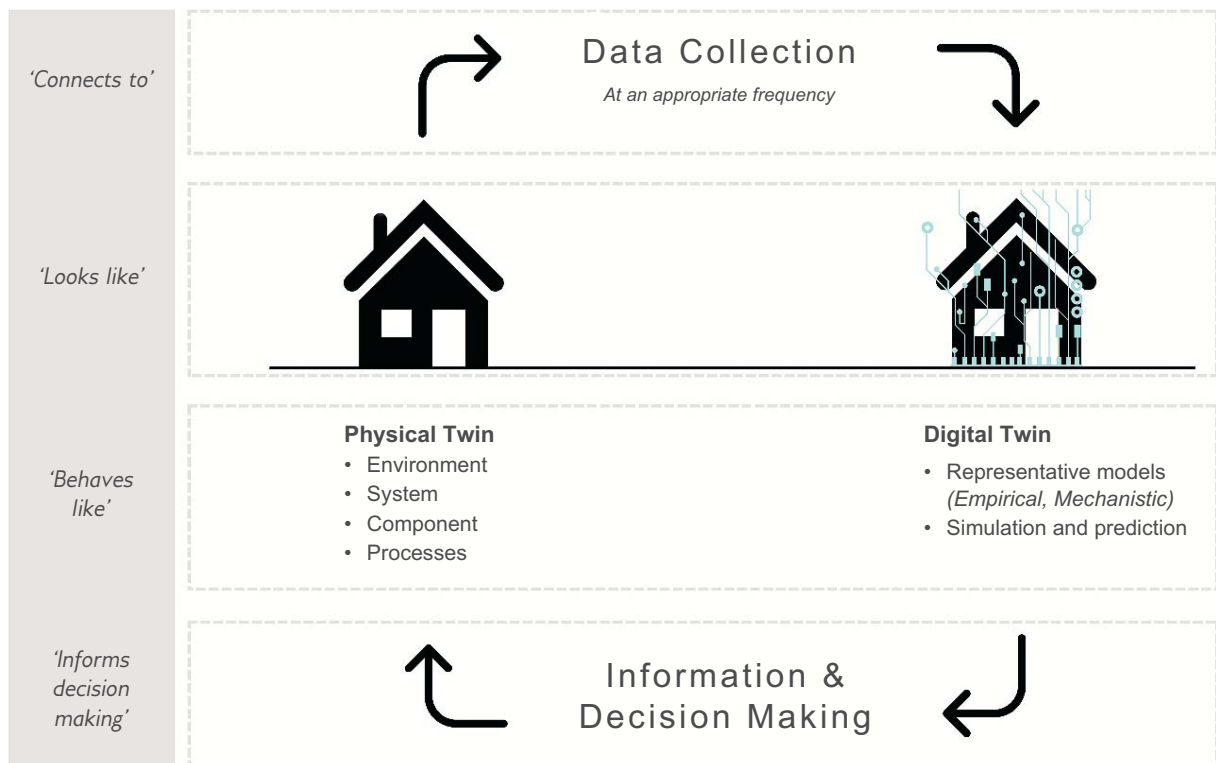 ‘Connects to’
Data Collection
At an appropriate frequency
‘Looks like’
‘Behaves
like’
Physical Twin
• Environment
• System
• Component
• Processes
Digital Twin
• Representative models
(Empirical, Mechanistic)
• Simulation and prediction
‘Informs
decision
making’
Information &
Decision Making